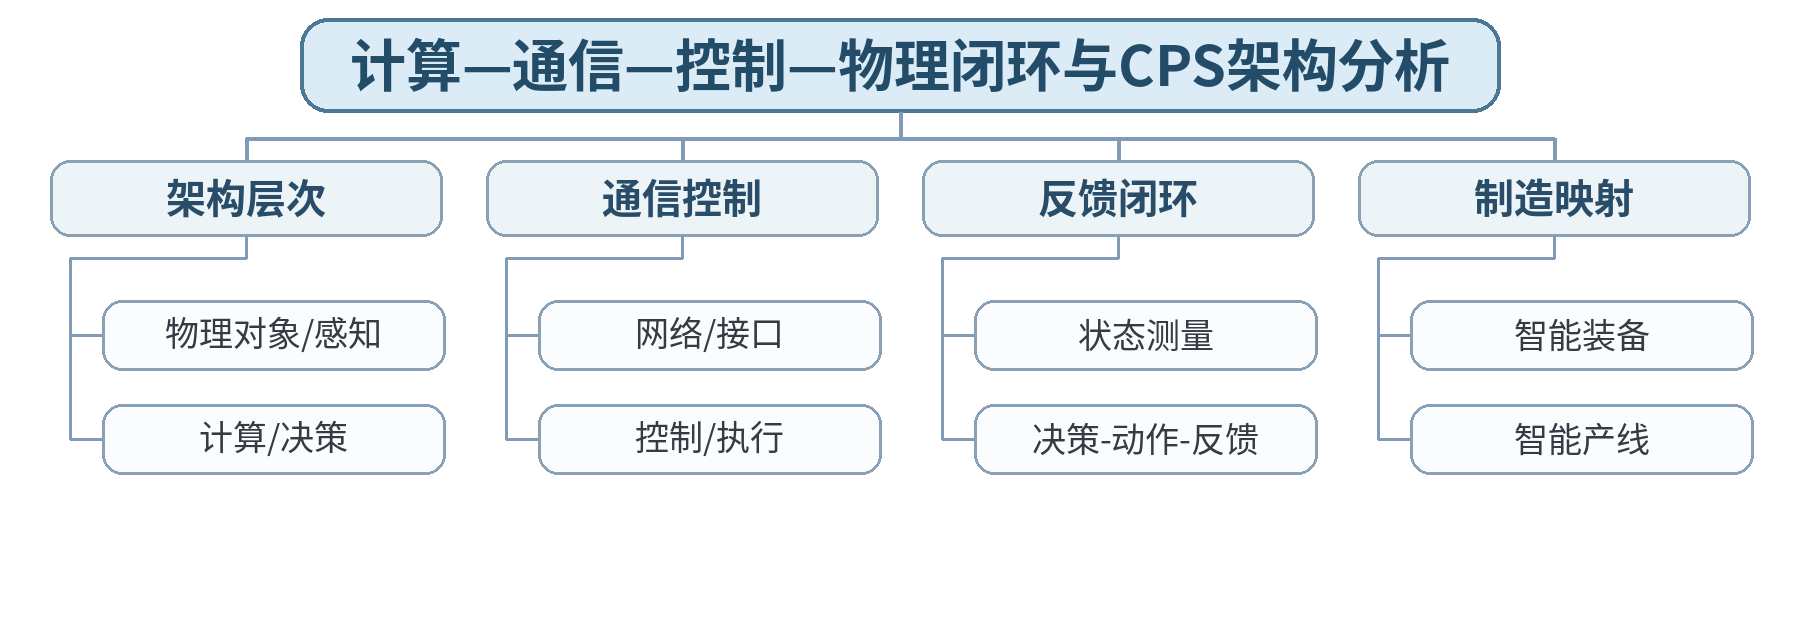 计算—通信—控制—物理闭环与CPS架构分析
架构层次
通信控制
反馈闭环
制造映射
物理对象/感知
网络/接口
状态测量
智能装备
计算/决策
控制/执行
决策-动作-反馈
智能产线